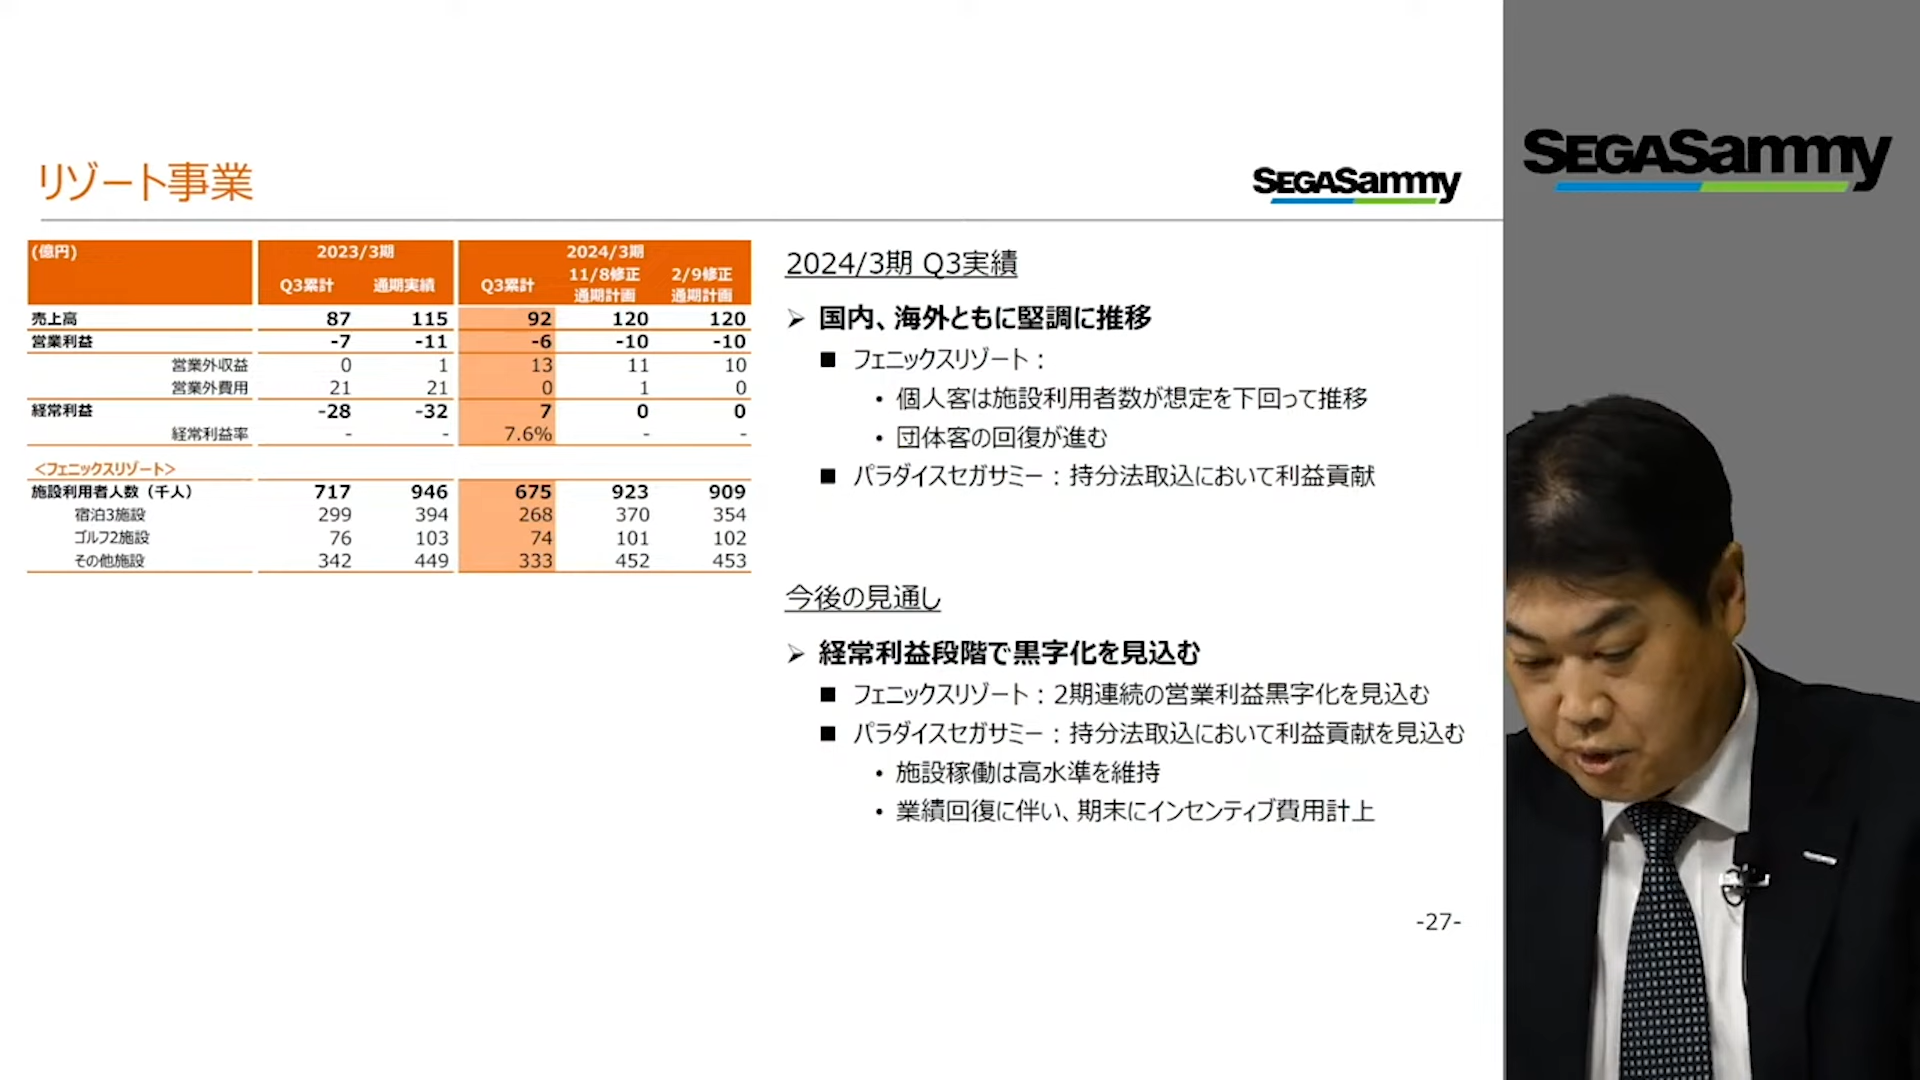 リゾート事業
SEGASammy
SEGASammy
(億円) 2023/3期 2024/3期
Q3累計 通期実績 Q3累計 11/8修正 通期計画 2/9修正 通期計画
売上高 87 115 92 120 120
営業利益 -7 -11 -6 -10 -10
営業外収益 0 1 13 11 10
営業外費用 21 21 0 1 0
経常利益 -28 -32 7 0 0
経常利益率 - - 7.6% - -
<フェニックスリゾート>
施設利用者人数（千人） 717 946 675 923 909
宿泊3施設 299 394 268 370 354
ゴルフ2施設 76 103 74 101 102
その他施設 342 449 333 452 453
2024/3期 Q3実績
➢ 国内、海外ともに堅調に推移
■ フェニックスリゾート：
• 個人客は施設利用者数が想定を下回って推移
• 団体客の回復が進む
■ パラダイスセガサミー：持分法取込において利益貢献
今後の見通し
➢ 経常利益段階で黒字化を見込む
■ フェニックスリゾート：2期連続の営業利益黒字化を見込む
■ パラダイスセガサミー：持分法取込において利益貢献を見込む
• 施設稼働は高水準を維持
• 業績回復に伴い、期末にインセンティブ費用計上
-27-